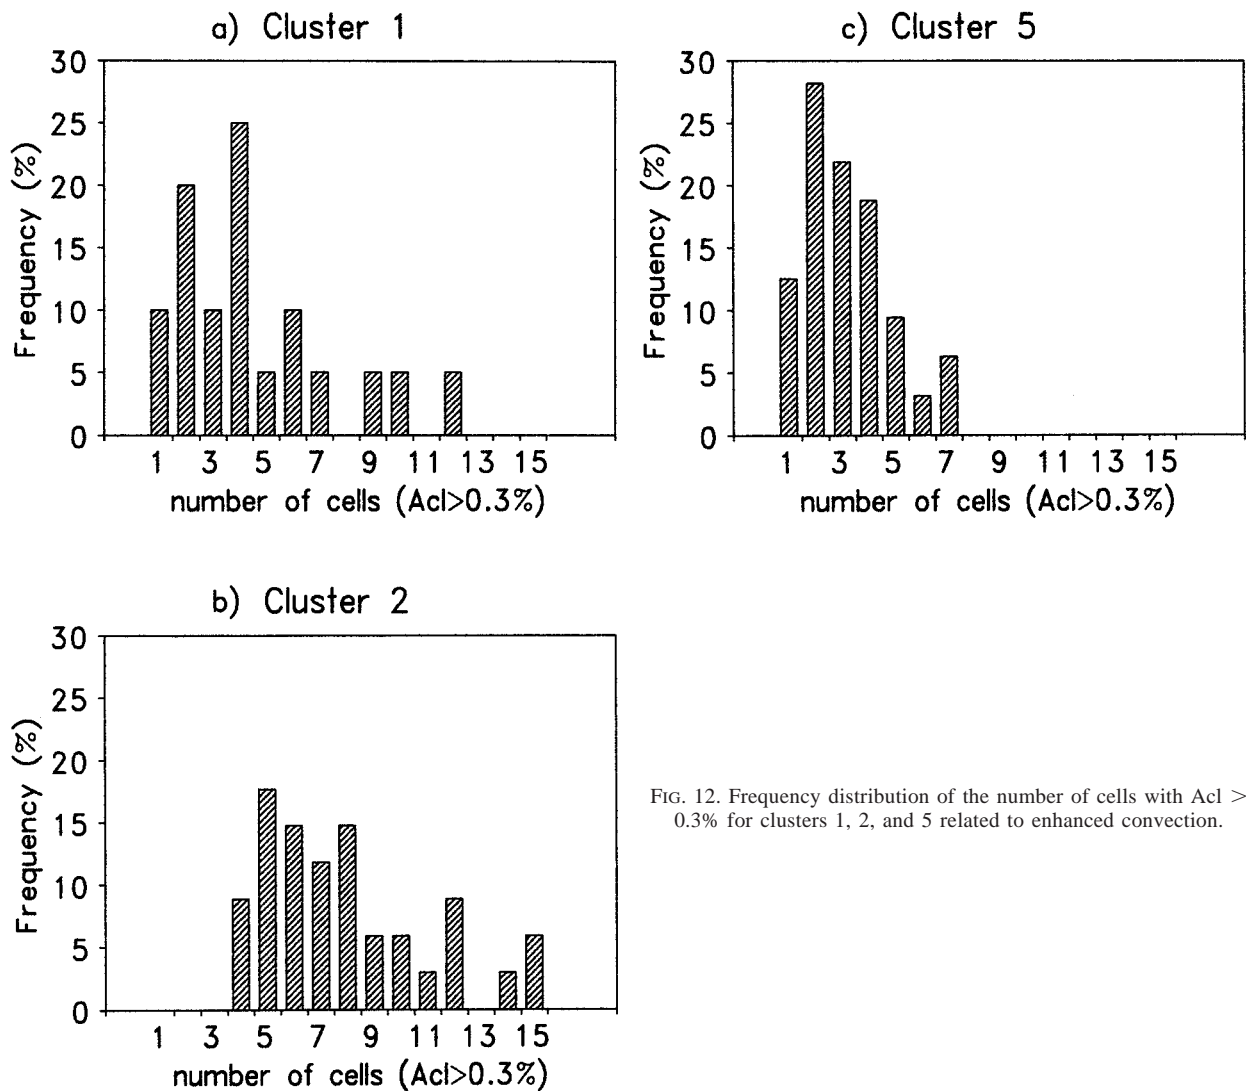 a) Cluster 1
30
25
20
15
10
5
0
Frequency (%)
1 3 5 7 9 11 13 15
number of cells (Acl>0.3%)
c) Cluster 5
30
25
20
15
10
5
0
Frequency (%)
1 3 5 7 9 11 13 15
number of cells (Acl>0.3%)
b) Cluster 2
30
25
20
15
10
5
0
Frequency (%)
1 3 5 7 9 11 13 15
number of cells (Acl>0.3%)
FIG. 12. Frequency distribution of the number of cells with Acl >
0.3% for clusters 1, 2, and 5 related to enhanced convection.